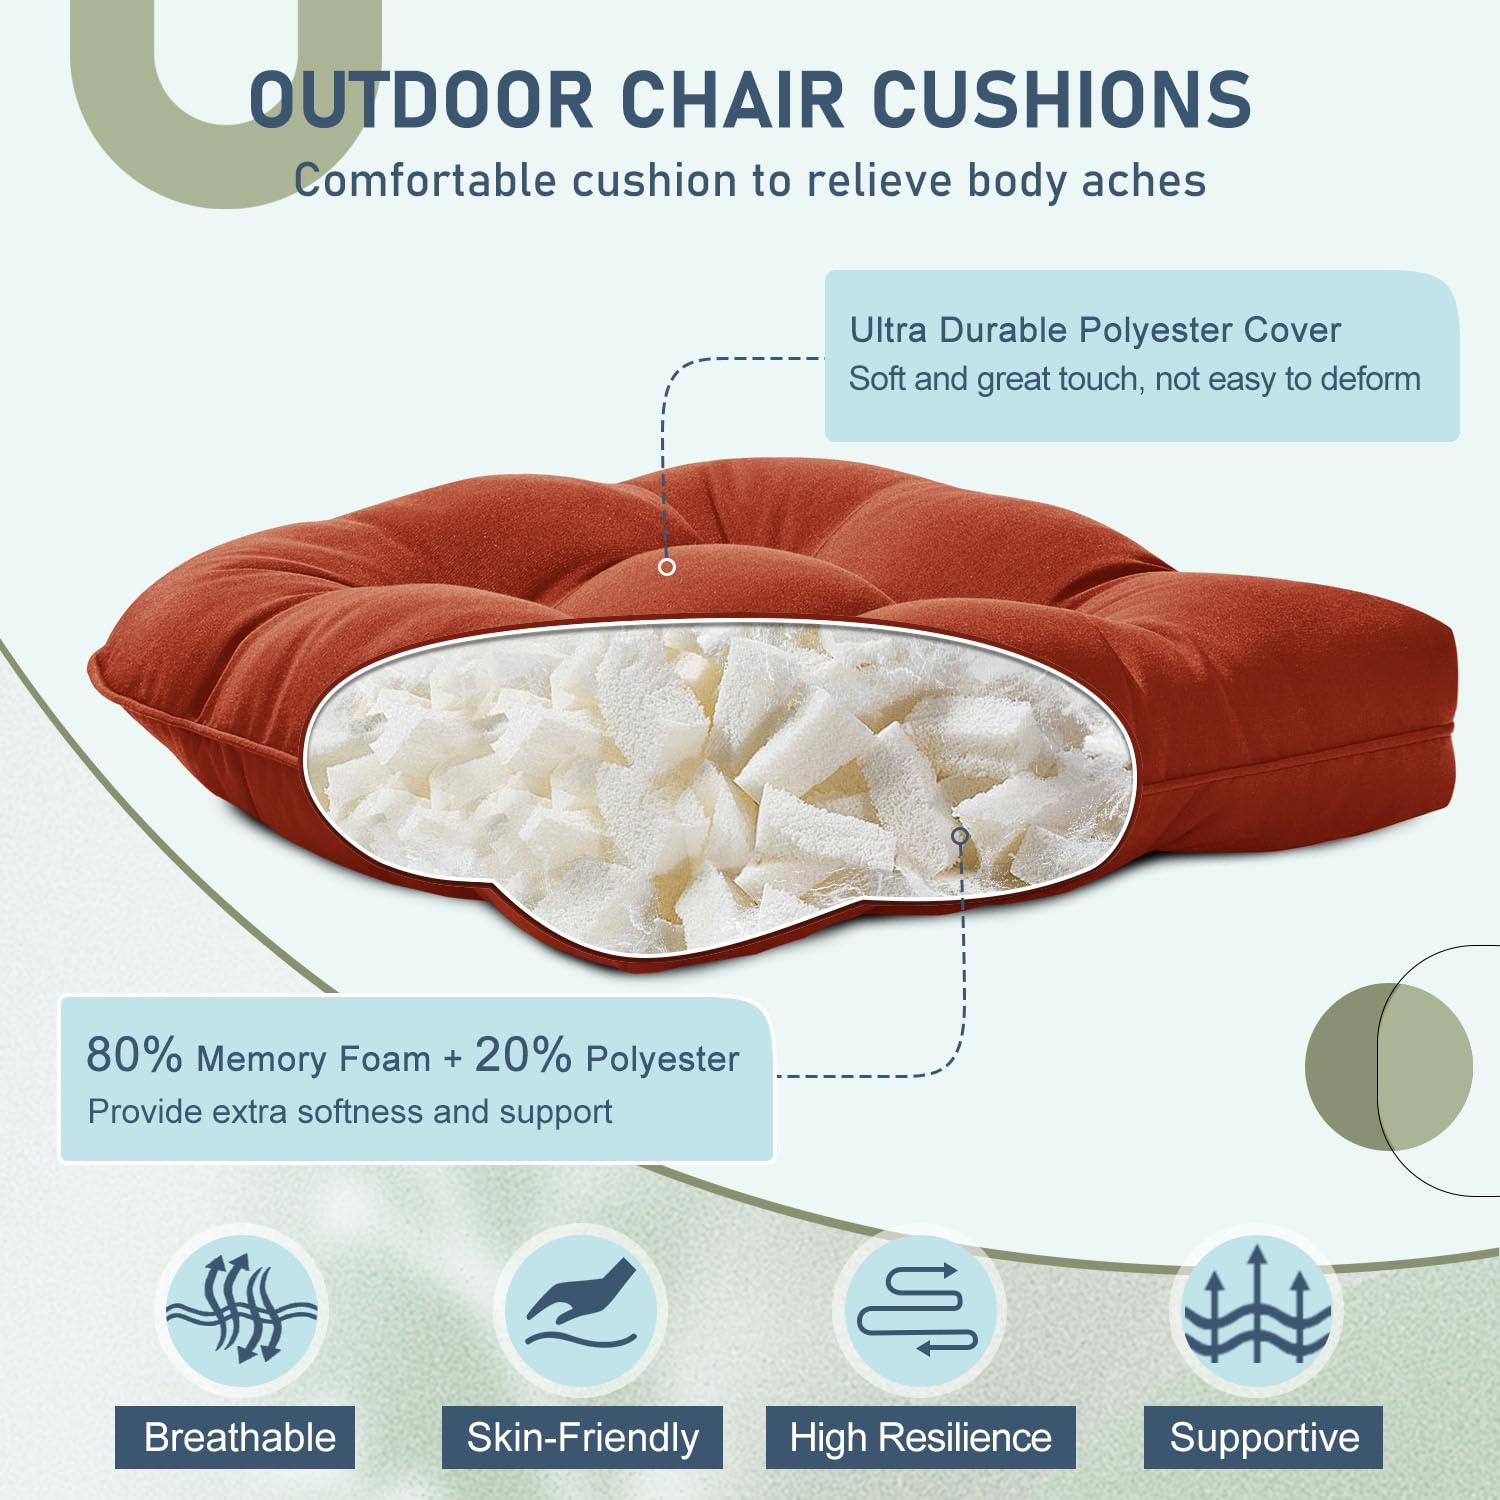 OUTDOOR CHAIR CUSHIONS
Comfortable cushion to relieve body aches
Ultra Durable Polyester Cover
Soft and great touch, not easy to deform
80% Memory Foam + 20% Polyester
Provide extra softness and support
Breathable
Skin-Friendly
High Resilience
Supportive